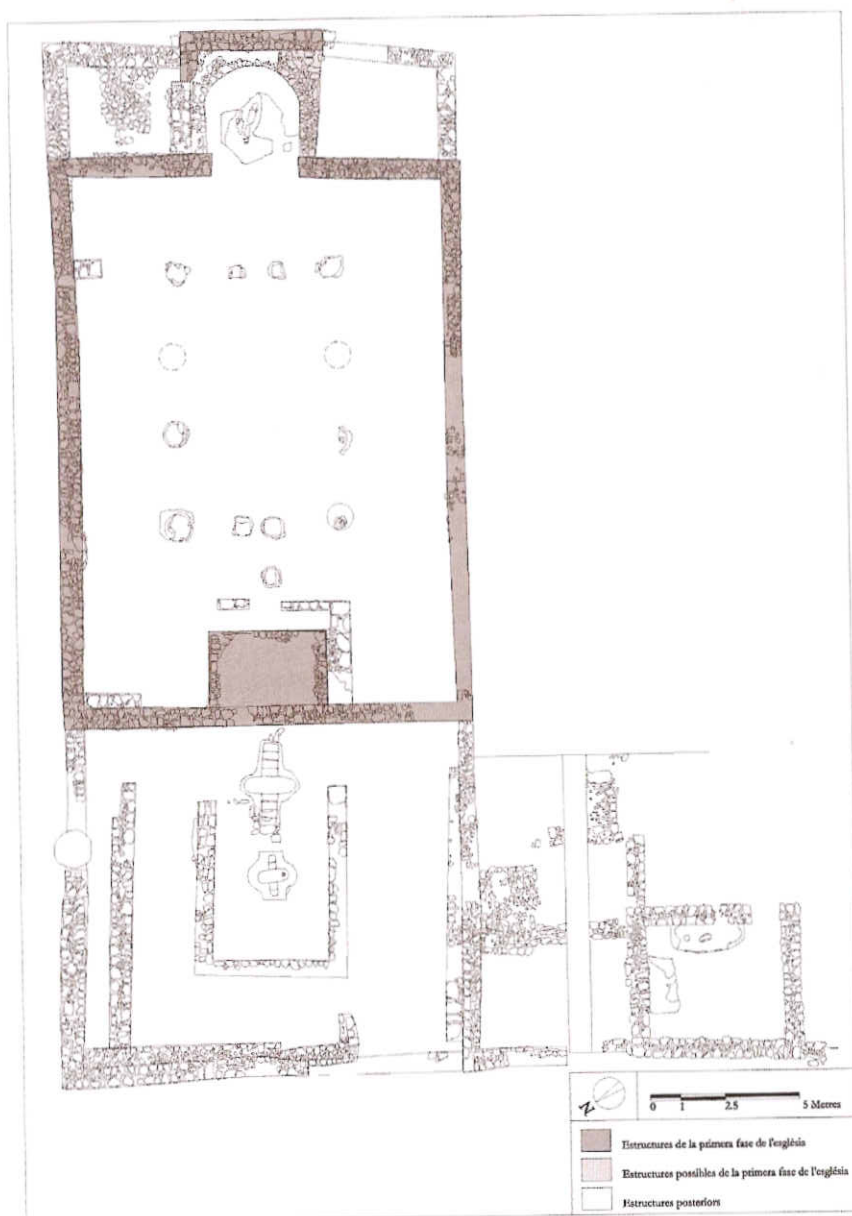 N
0 1 2.5 5 Metres
Estructures de la primera fase de l'església
Estructures possibles de la primera fase de l'església
Estructures posteriors